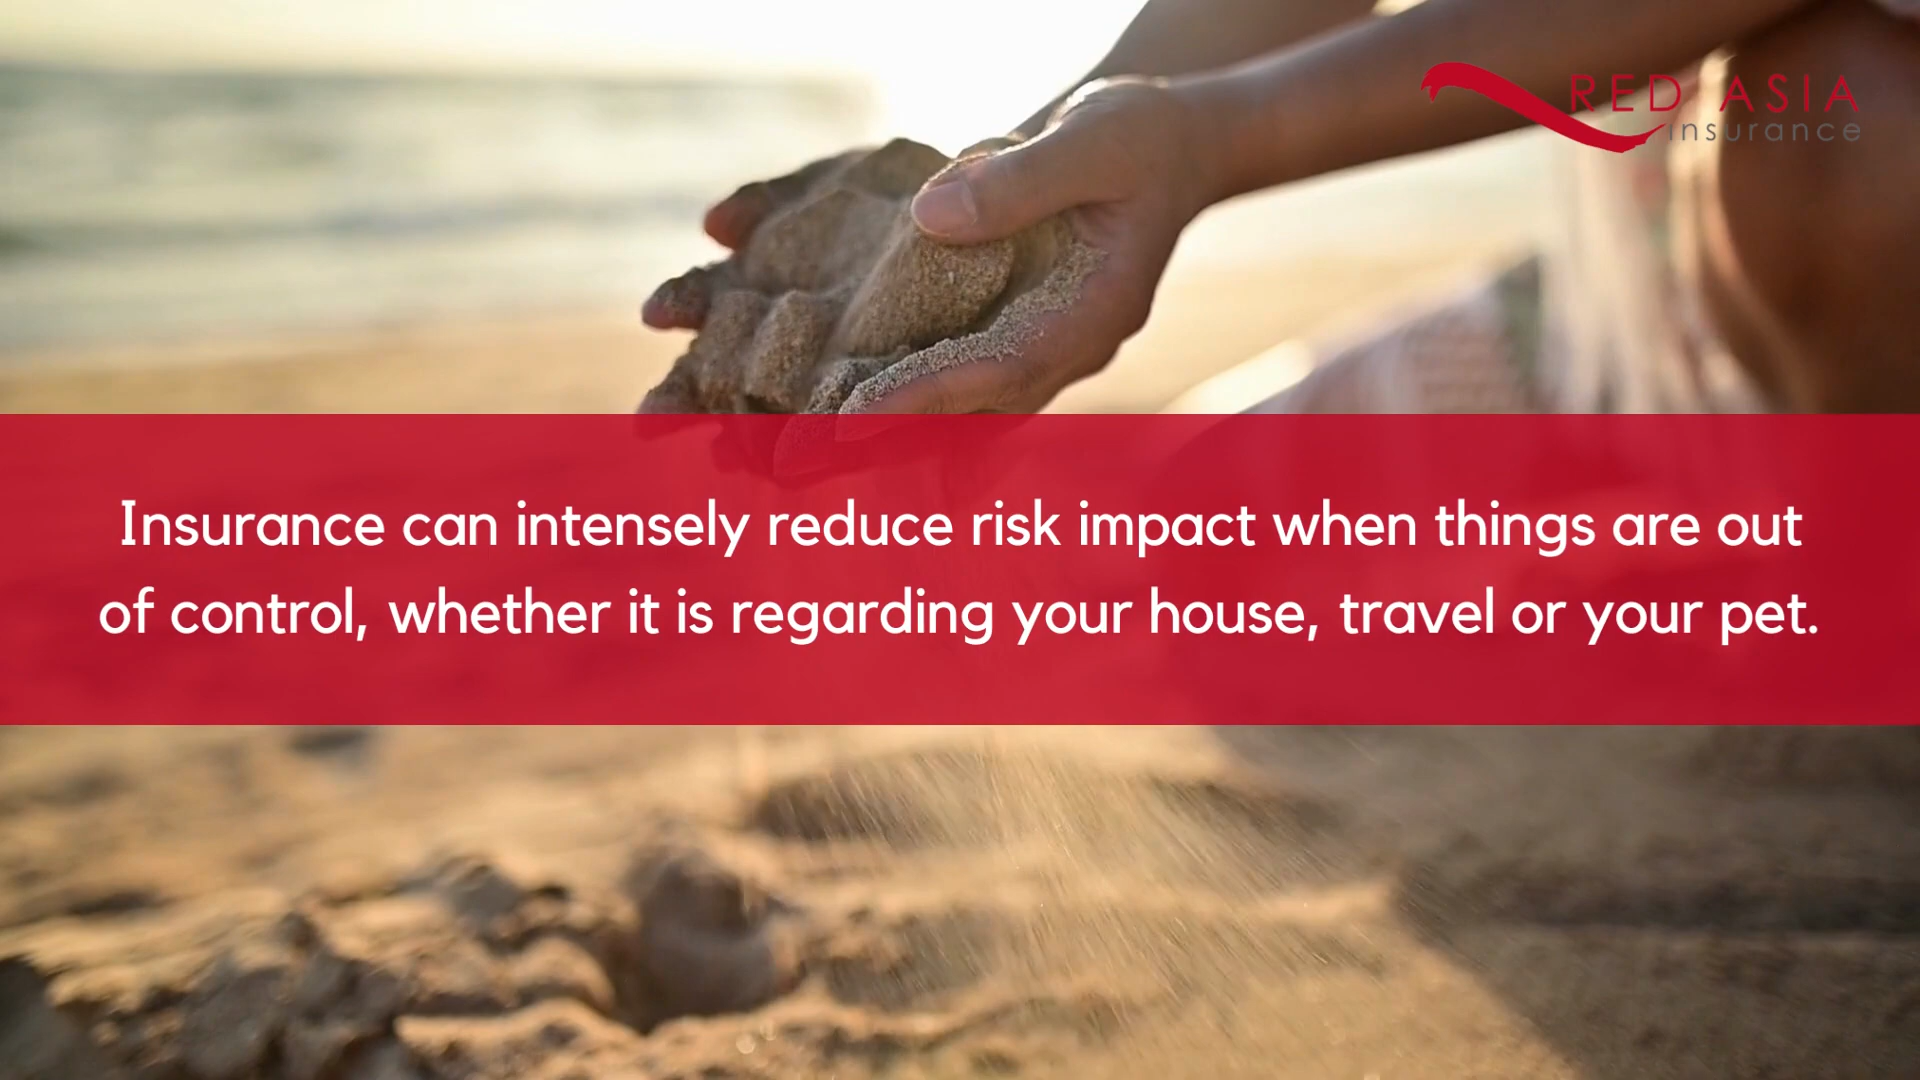 RED ASIA
insurance
Insurance can intensely reduce risk impact when things are out
of control, whether it is regarding your house, travel or your pet.